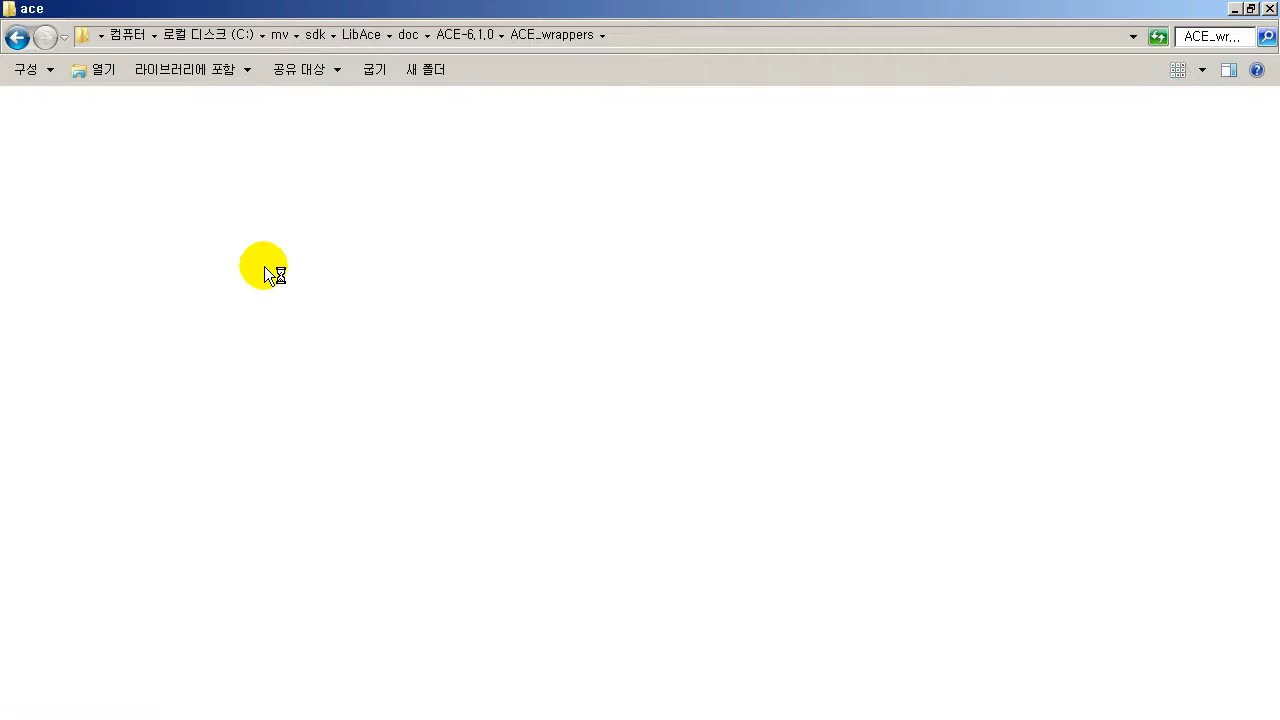 ace
컴퓨터 로컬 디스크 (C:) mv sdk LibAce doc ACE-6.1.0 ACE_wrappers ACE_wr...
구성 열기 라이브러리에 포함 공유 대상 굽기 새 폴더